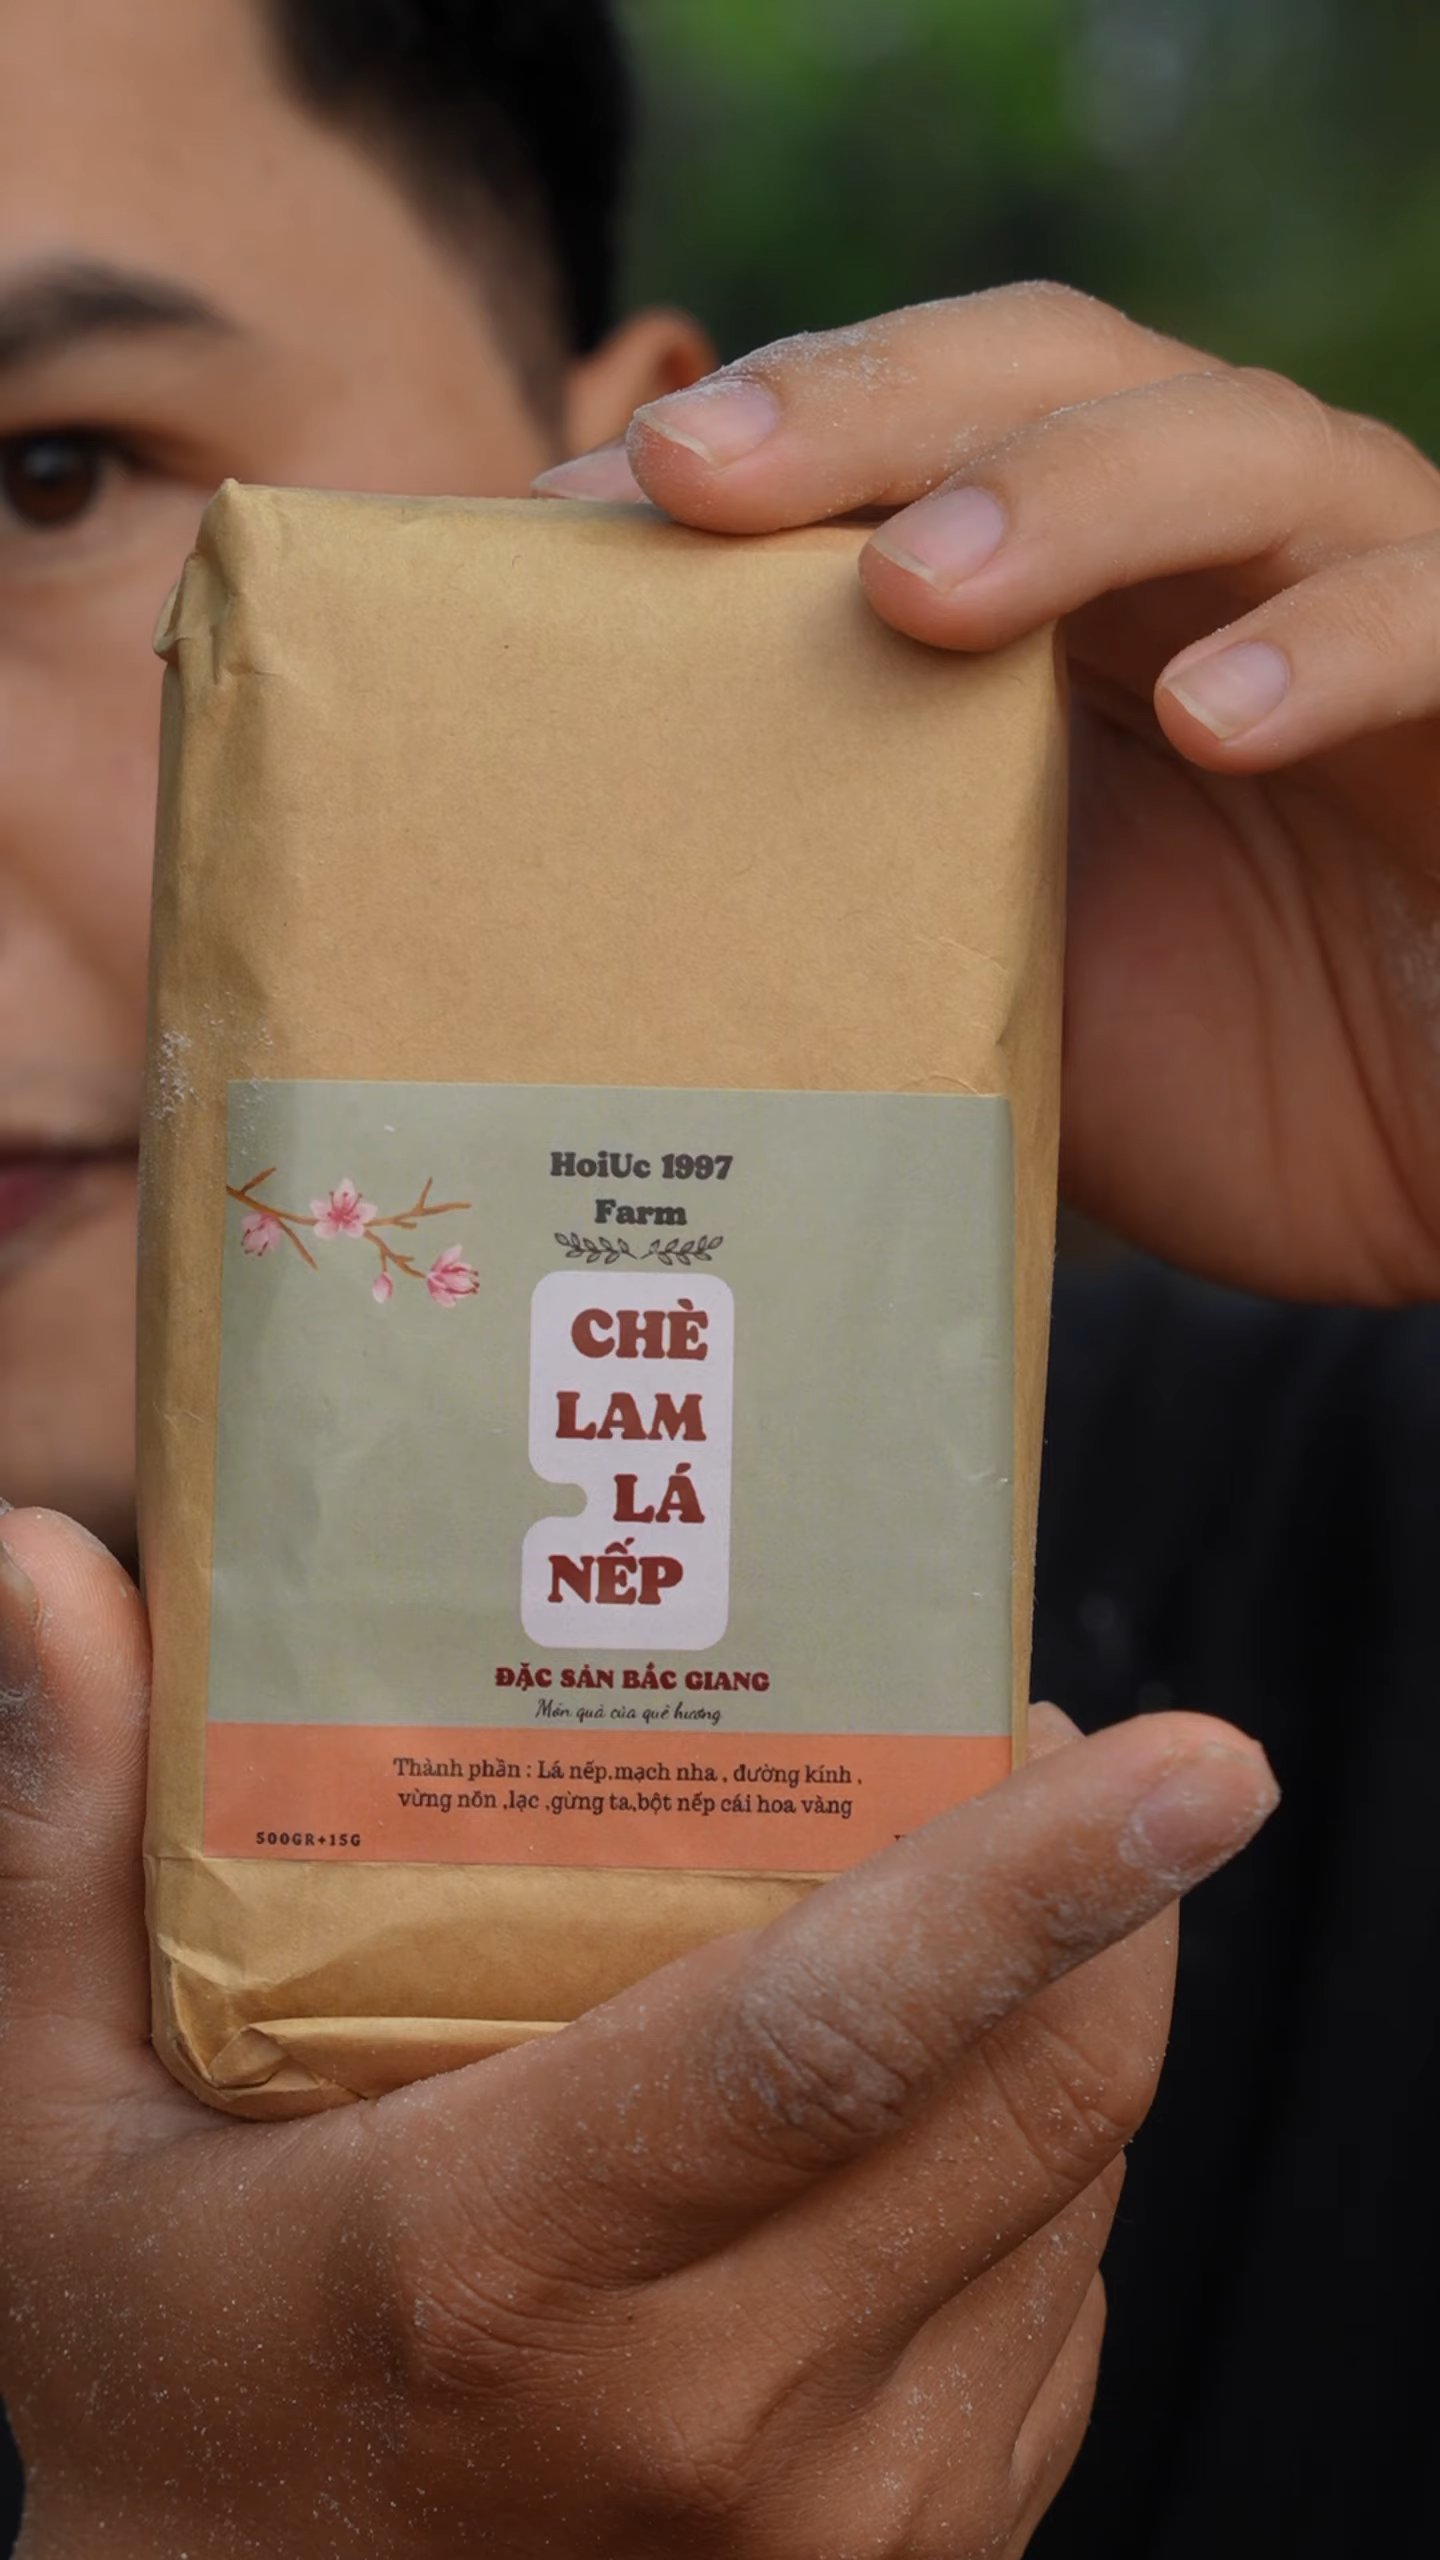 HoiUc 1997
Farm
CHÈ
LAM
LÁ
NẾP
ĐẶC SẢN BẮC GIANG
Món quà của quê hương
Thành phần : Lá nếp.mạch nha , đường kính ,
vừng nõn ,lạc ,gừng ta,bột nếp cái hoa vàng
500GR+15G